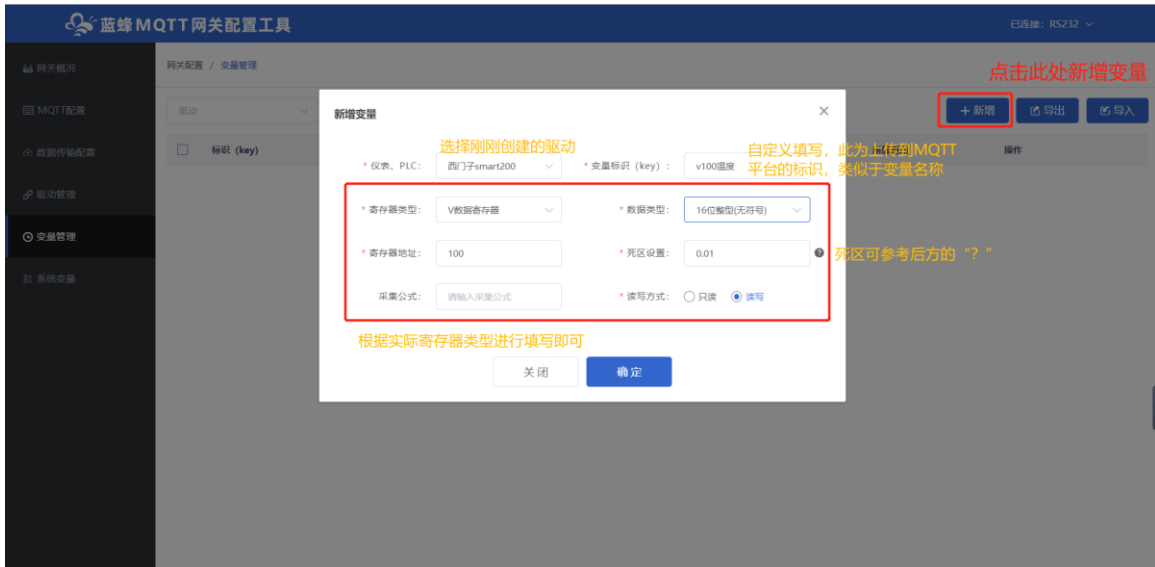 蓝蜂MQTT网关配置工具
已连接：RS232
网关概况
网关配置 / 变量管理
点击此处新增变量
MQTT配置
驱动
新增变量
+ 新增
导出
导入
数据传输配置
标识（key）
选择刚刚创建的驱动
自定义填写，此为上传到MQTT
平台的标识，类似于变量名称
操作
* 仪表、PLC：
西门子smart200
* 变量标识（key）：
v100温度
驱动管理
* 寄存器类型：
V数据寄存器
* 数据类型：
16位整型(无符号)
变量管理
* 寄存器地址：
100
* 死区设置：
0.01
死区可参考后方的“？”
系统变量
采集公式：
请输入采集公式
* 读写方式：
只读
读写
根据实际寄存器类型进行填写即可
关闭
确定